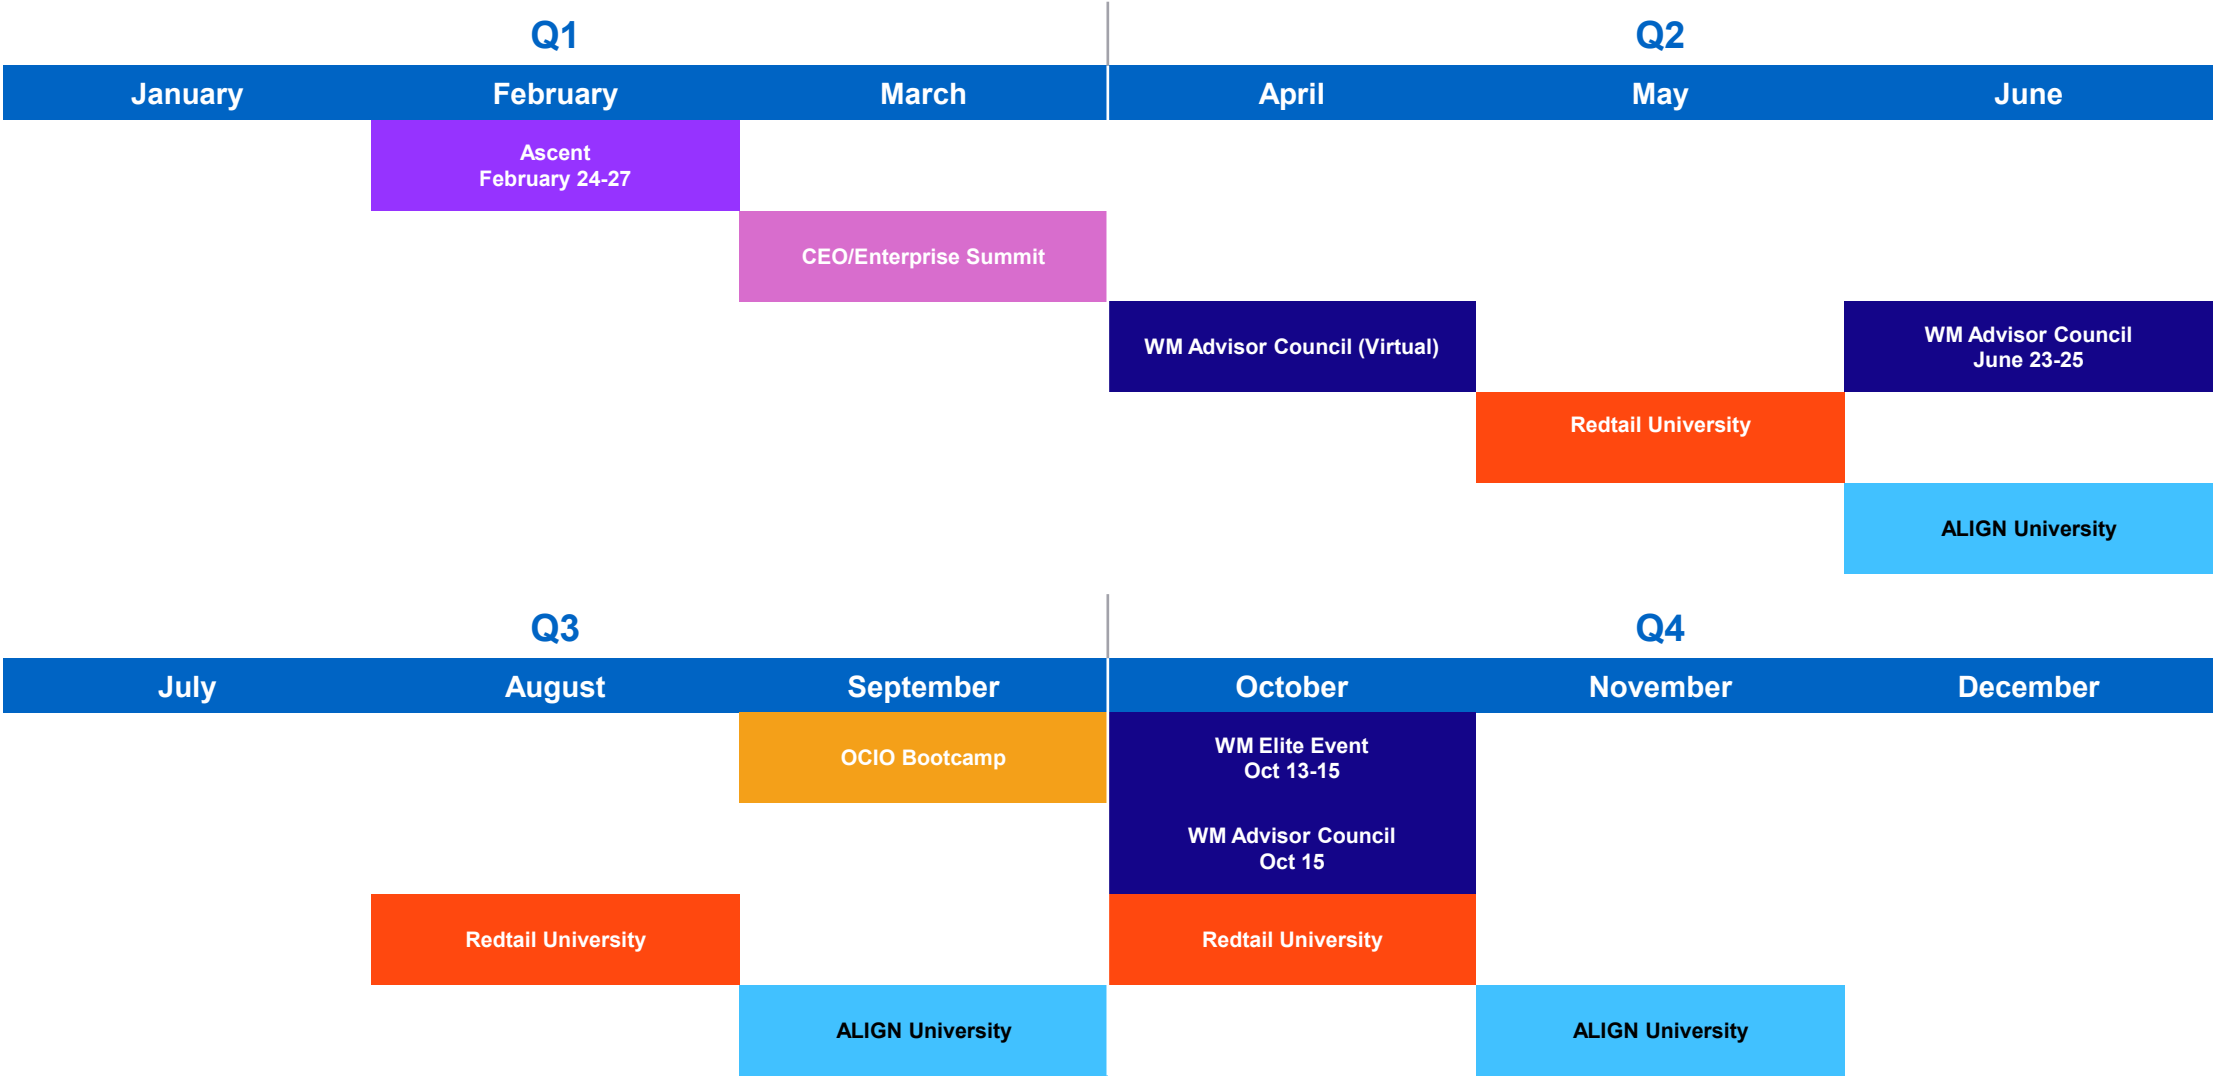 Q1
Q2
January
February
March
April
May
June
Ascent
February 24-27
CEO/Enterprise Summit
WM Advisor Council (Virtual)
WM Advisor Council
June 23-25
Redtail University
ALIGN University
Q3
Q4
July
August
September
October
November
December
OCIO Bootcamp
WM Elite Event
Oct 13-15
WM Advisor Council
Oct 15
Redtail University
Redtail University
ALIGN University
ALIGN University